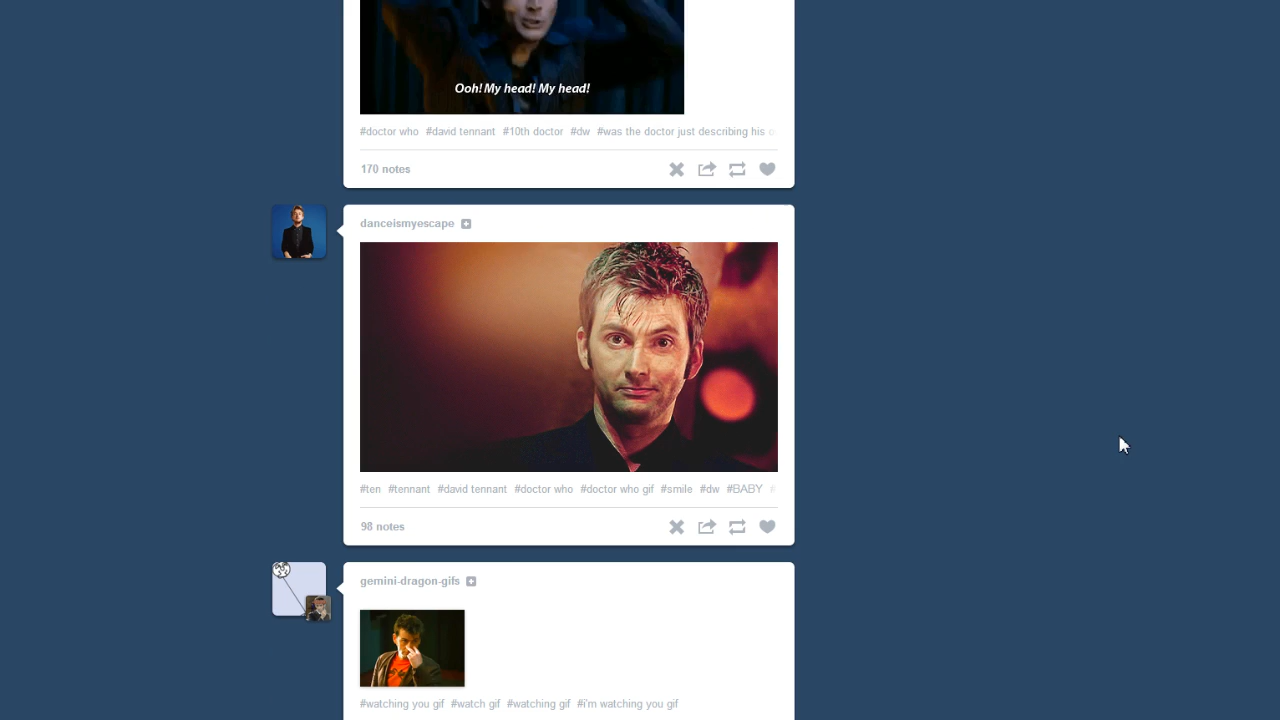 Ooh! My head! My head!
#doctor who #david tennant #10th doctor #dw #was the doctor just describing his
170 notes
danceismyescape
#ten #tennant #david tennant #doctor who #doctor who gif #smile #dw #BABY #
98 notes
gemini-dragon-gifs
#watching you gif #watch gif #watching gif #i'm watching you gif